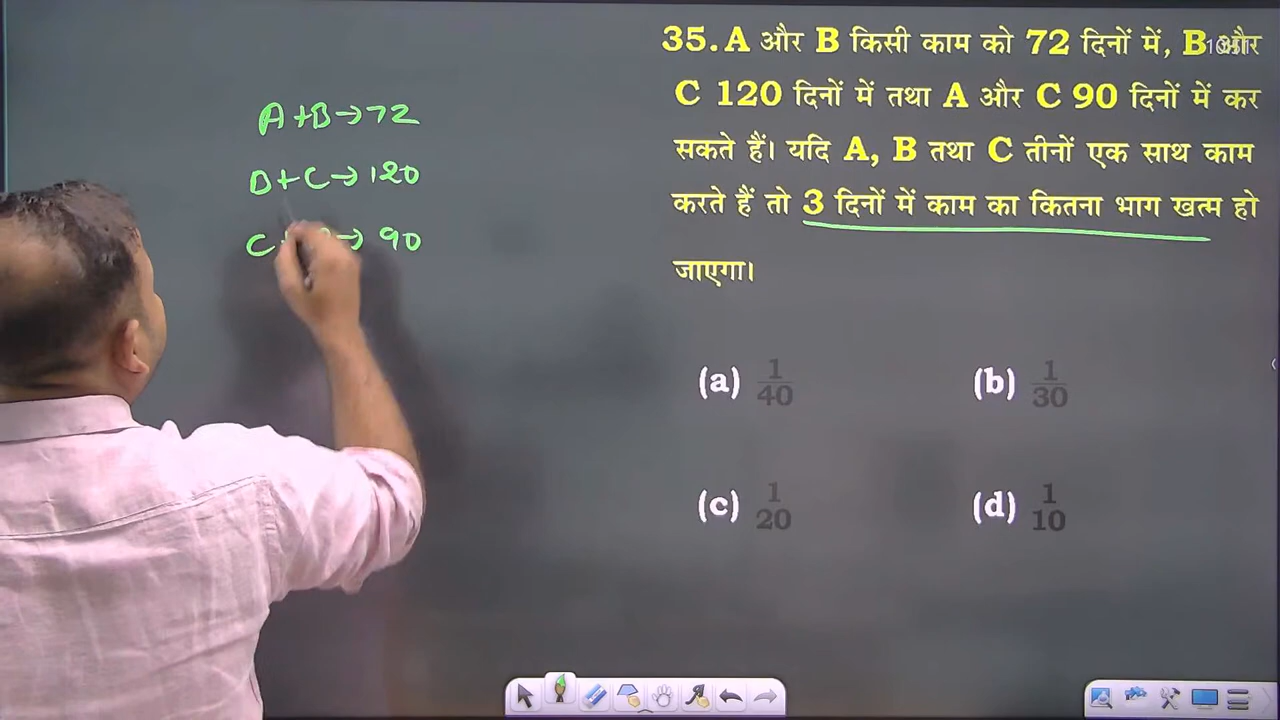 35. A और B किसी काम को 72 दिनों में, B और
C 120 दिनों में तथा A और C 90 दिनों में कर
सकते हैं। यदि A, B तथा C तीनों एक साथ काम
करते हैं तो 3 दिनों में काम का कितना भाग खत्म हो
जाएगा।
(a) 1/40 (b) 1/30
(c) 1/20 (d) 1/10
A+B→72
B+C→120
C+ → 90